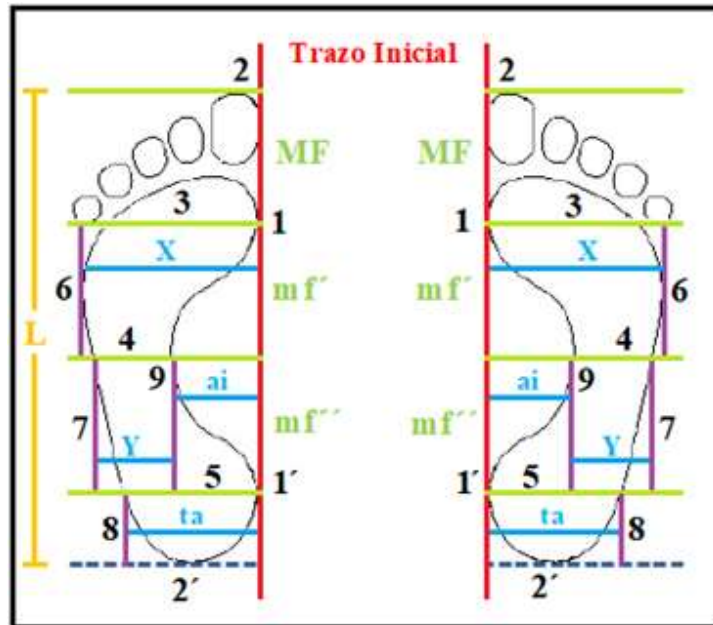 Trazo Inicial
2 2
MF MF
3 3
1 1
X X
6 mf´ mf´ 6
L
4 4
9 9
ai ai
7 mf´´ mf´´ 7
Y Y
5 1´ 1´ 5
ta ta
8 8
2´ 2´